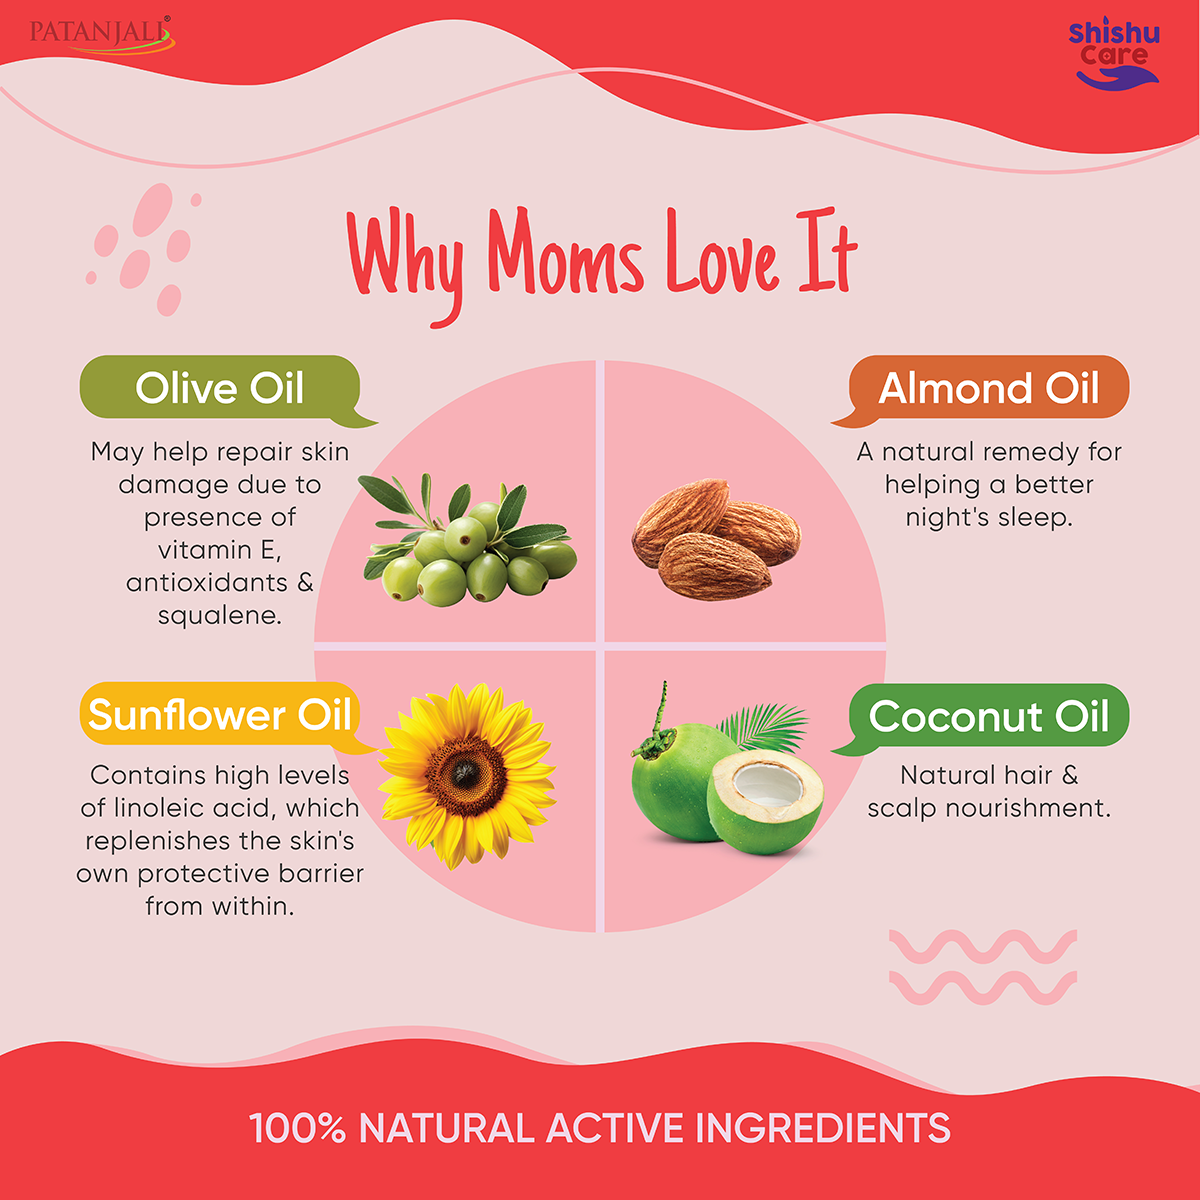 PATANJALI®
Shishu
Care
Why Moms Love It
Olive Oil
May help repair skin
damage due to
presence of
vitamin E,
antioxidants &
squalene.
Almond Oil
A natural remedy for
helping a better
night's sleep.
Sunflower Oil
Contains high levels
of linoleic acid, which
replenishes the skin's
own protective barrier
from within.
Coconut Oil
Natural hair &
scalp nourishment.
100% NATURAL ACTIVE INGREDIENTS